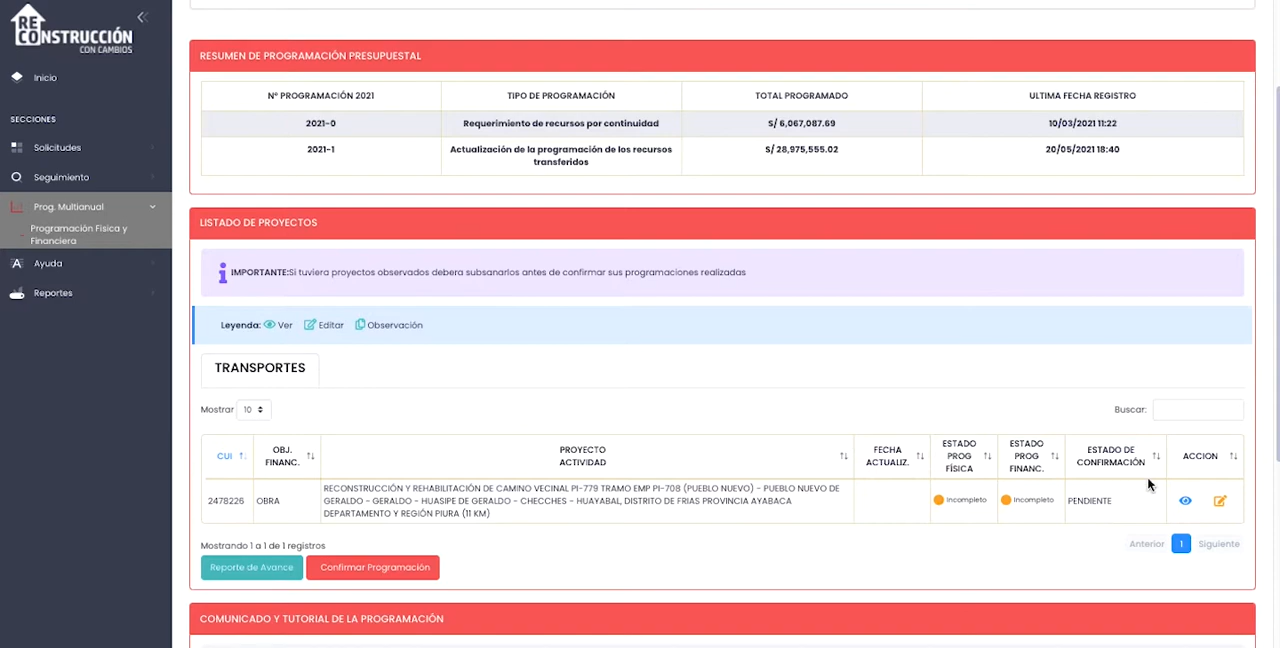 RECONSTRUCCIÓN
CON CAMBIOS
Inicio
SECCIONES
Solicitudes
Seguimiento
Prog. Multianual
Programación Física y
Financiera
Ayuda
Reportes
RESUMEN DE PROGRAMACIÓN PRESUPUESTAL
N° PROGRAMACIÓN 2021 TIPO DE PROGRAMACIÓN TOTAL PROGRAMADO ULTIMA FECHA REGISTRO
2021-0 Requerimiento de recursos por continuidad S/ 6,067,087.69 10/03/2021 11:22
2021-1 Actualización de la programación de los recursos transferidos S/ 28,975,555.02 20/05/2021 18:40
LISTADO DE PROYECTOS
IMPORTANTE:Si tuviera proyectos observados debera subsanarlos antes de confirmar sus programaciones realizadas
Leyenda: Ver Editar Observación
TRANSPORTES
Mostrar 10 Buscar:
CUI OBJ. FINANC. PROYECTO ACTIVIDAD FECHA ACTUALIZ. ESTADO PROG FÍSICA ESTADO PROG FINANC. ESTADO DE CONFIRMACIÓN ACCION
2478226 OBRA RECONSTRUCCIÓN Y REHABILITACIÓN DE CAMINO VECINAL PI-779 TRAMO EMP PI-708 (PUEBLO NUEVO) - PUEBLO NUEVO DE
GERALDO - GERALDO - HUASIPE DE GERALDO - CHECCHES - HUAYABAL, DISTRITO DE FRIAS PROVINCIA AYABACA
DEPARTAMENTO Y REGIÓN PIURA (11 KM) Incompleto Incompleto PENDIENTE
Mostrando 1 a 1 de 1 registros Anterior 1 Siguiente
Reporte de Avance Confirmar Programación
COMUNICADO Y TUTORIAL DE LA PROGRAMACIÓN